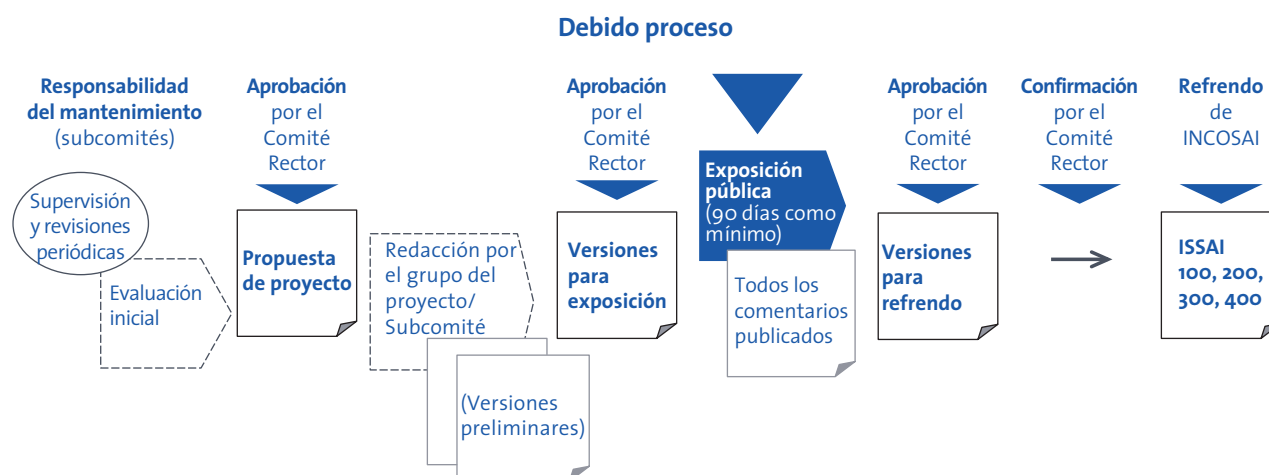 Debido proceso
Responsabilidad
del mantenimiento
(subcomités)
Aprobación
por el
Comité
Rector
Aprobación
por el
Comité
Rector
Aprobación
por el
Comité
Rector
Confirmación
por el
Comité
Rector
Refrendo
de
INCOSAI
Supervisión
y revisiones
periódicas
Evaluación
inicial
Propuesta
de proyecto
Redacción por
el grupo del
proyecto/
Subcomité
(Versiones
preliminares)
Versiones
para
exposición
Exposición
pública
(90 días como
mínimo)
Todos los
comentarios
publicados
Versiones
para
refrendo
ISSAI
100, 200,
300, 400